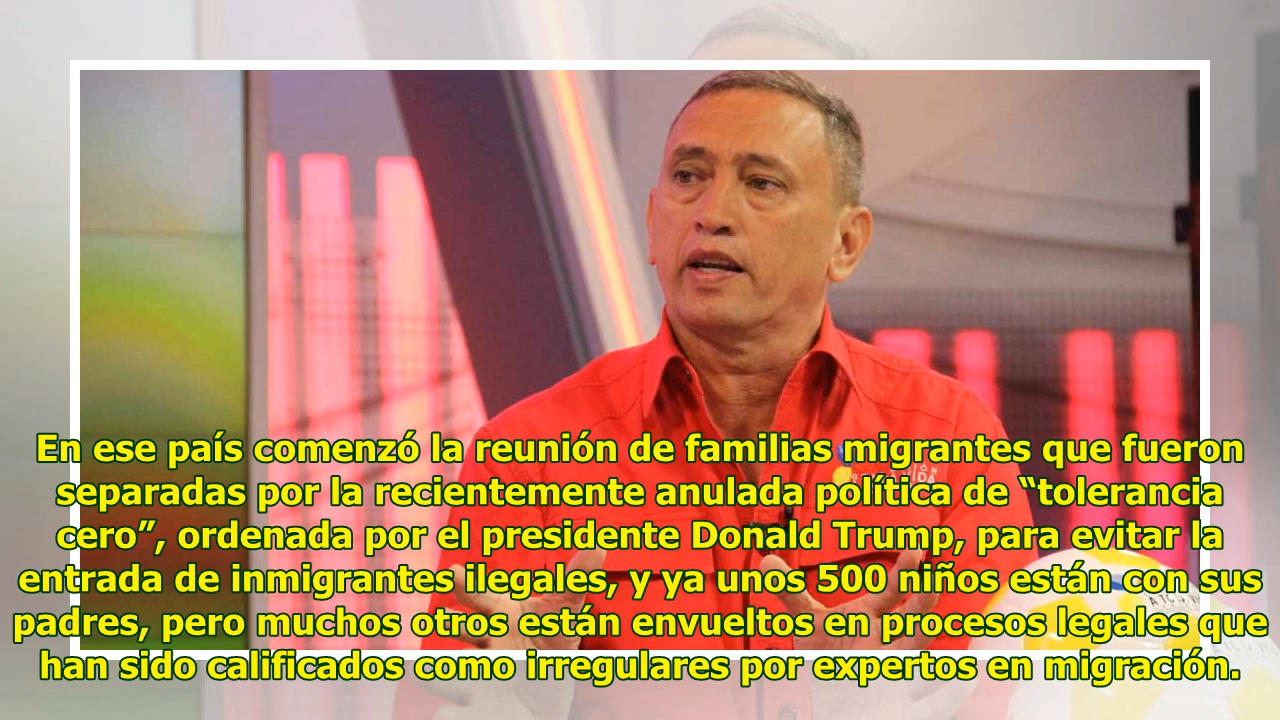 En ese país comenzó la reunión de familias migrantes que fueron
separadas por la recientemente anulada política de “tolerancia
cero”, ordenada por el presidente Donald Trump, para evitar la
entrada de inmigrantes ilegales, y ya unos 500 niños están con sus
padres, pero muchos otros están envueltos en procesos legales que
han sido calificados como irregulares por expertos en migración.